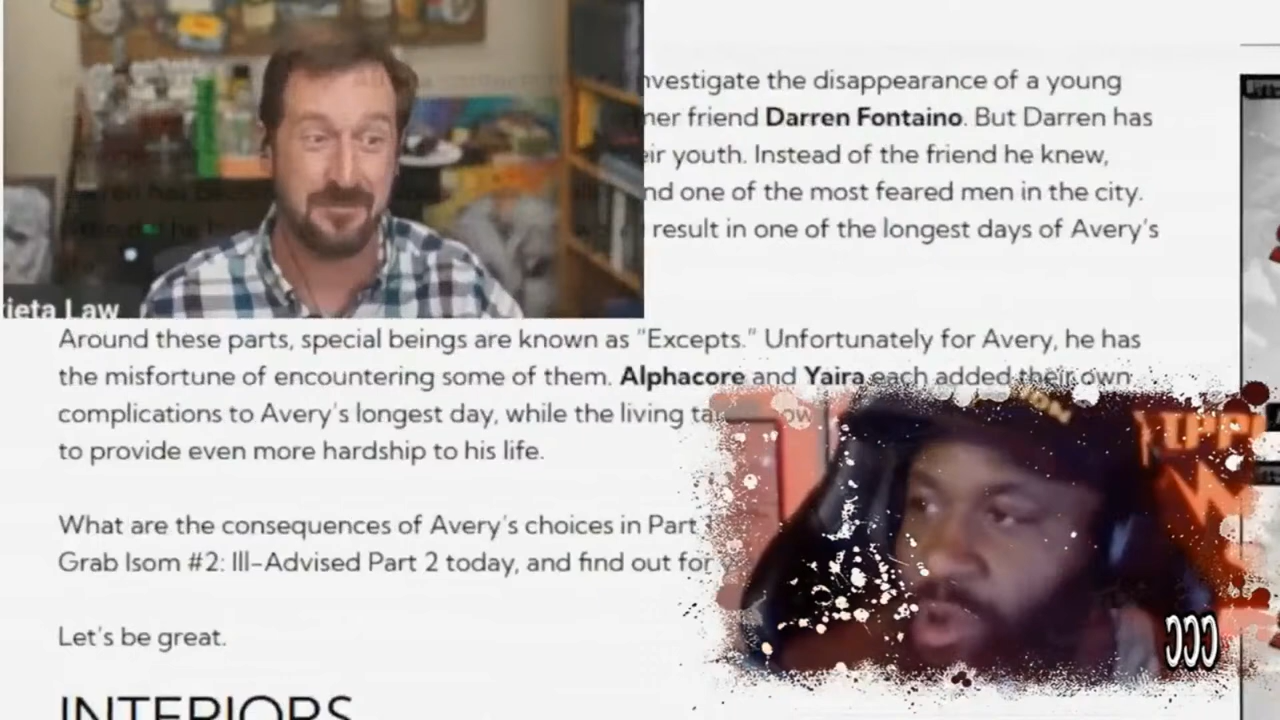 nvestigate the disappearance of a young
friend Darren Fontaino. But Darren has
youth. Instead of the friend he knew,
one of the most feared men in the city.
result in one of the longest days of Avery's
ieta Law
Around these parts, special beings are known as "Excepts." Unfortunately for Avery, he has
the misfortune of encountering some of them. Alphacore and Yaira each added their own
complications to Avery's longest day, while the living
to provide even more hardship to his life.
What are the consequences of Avery's choices in Part
Grab Isom #2: Ill-Advised Part 2 today, and find out for
Let's be great.
INTERIORS